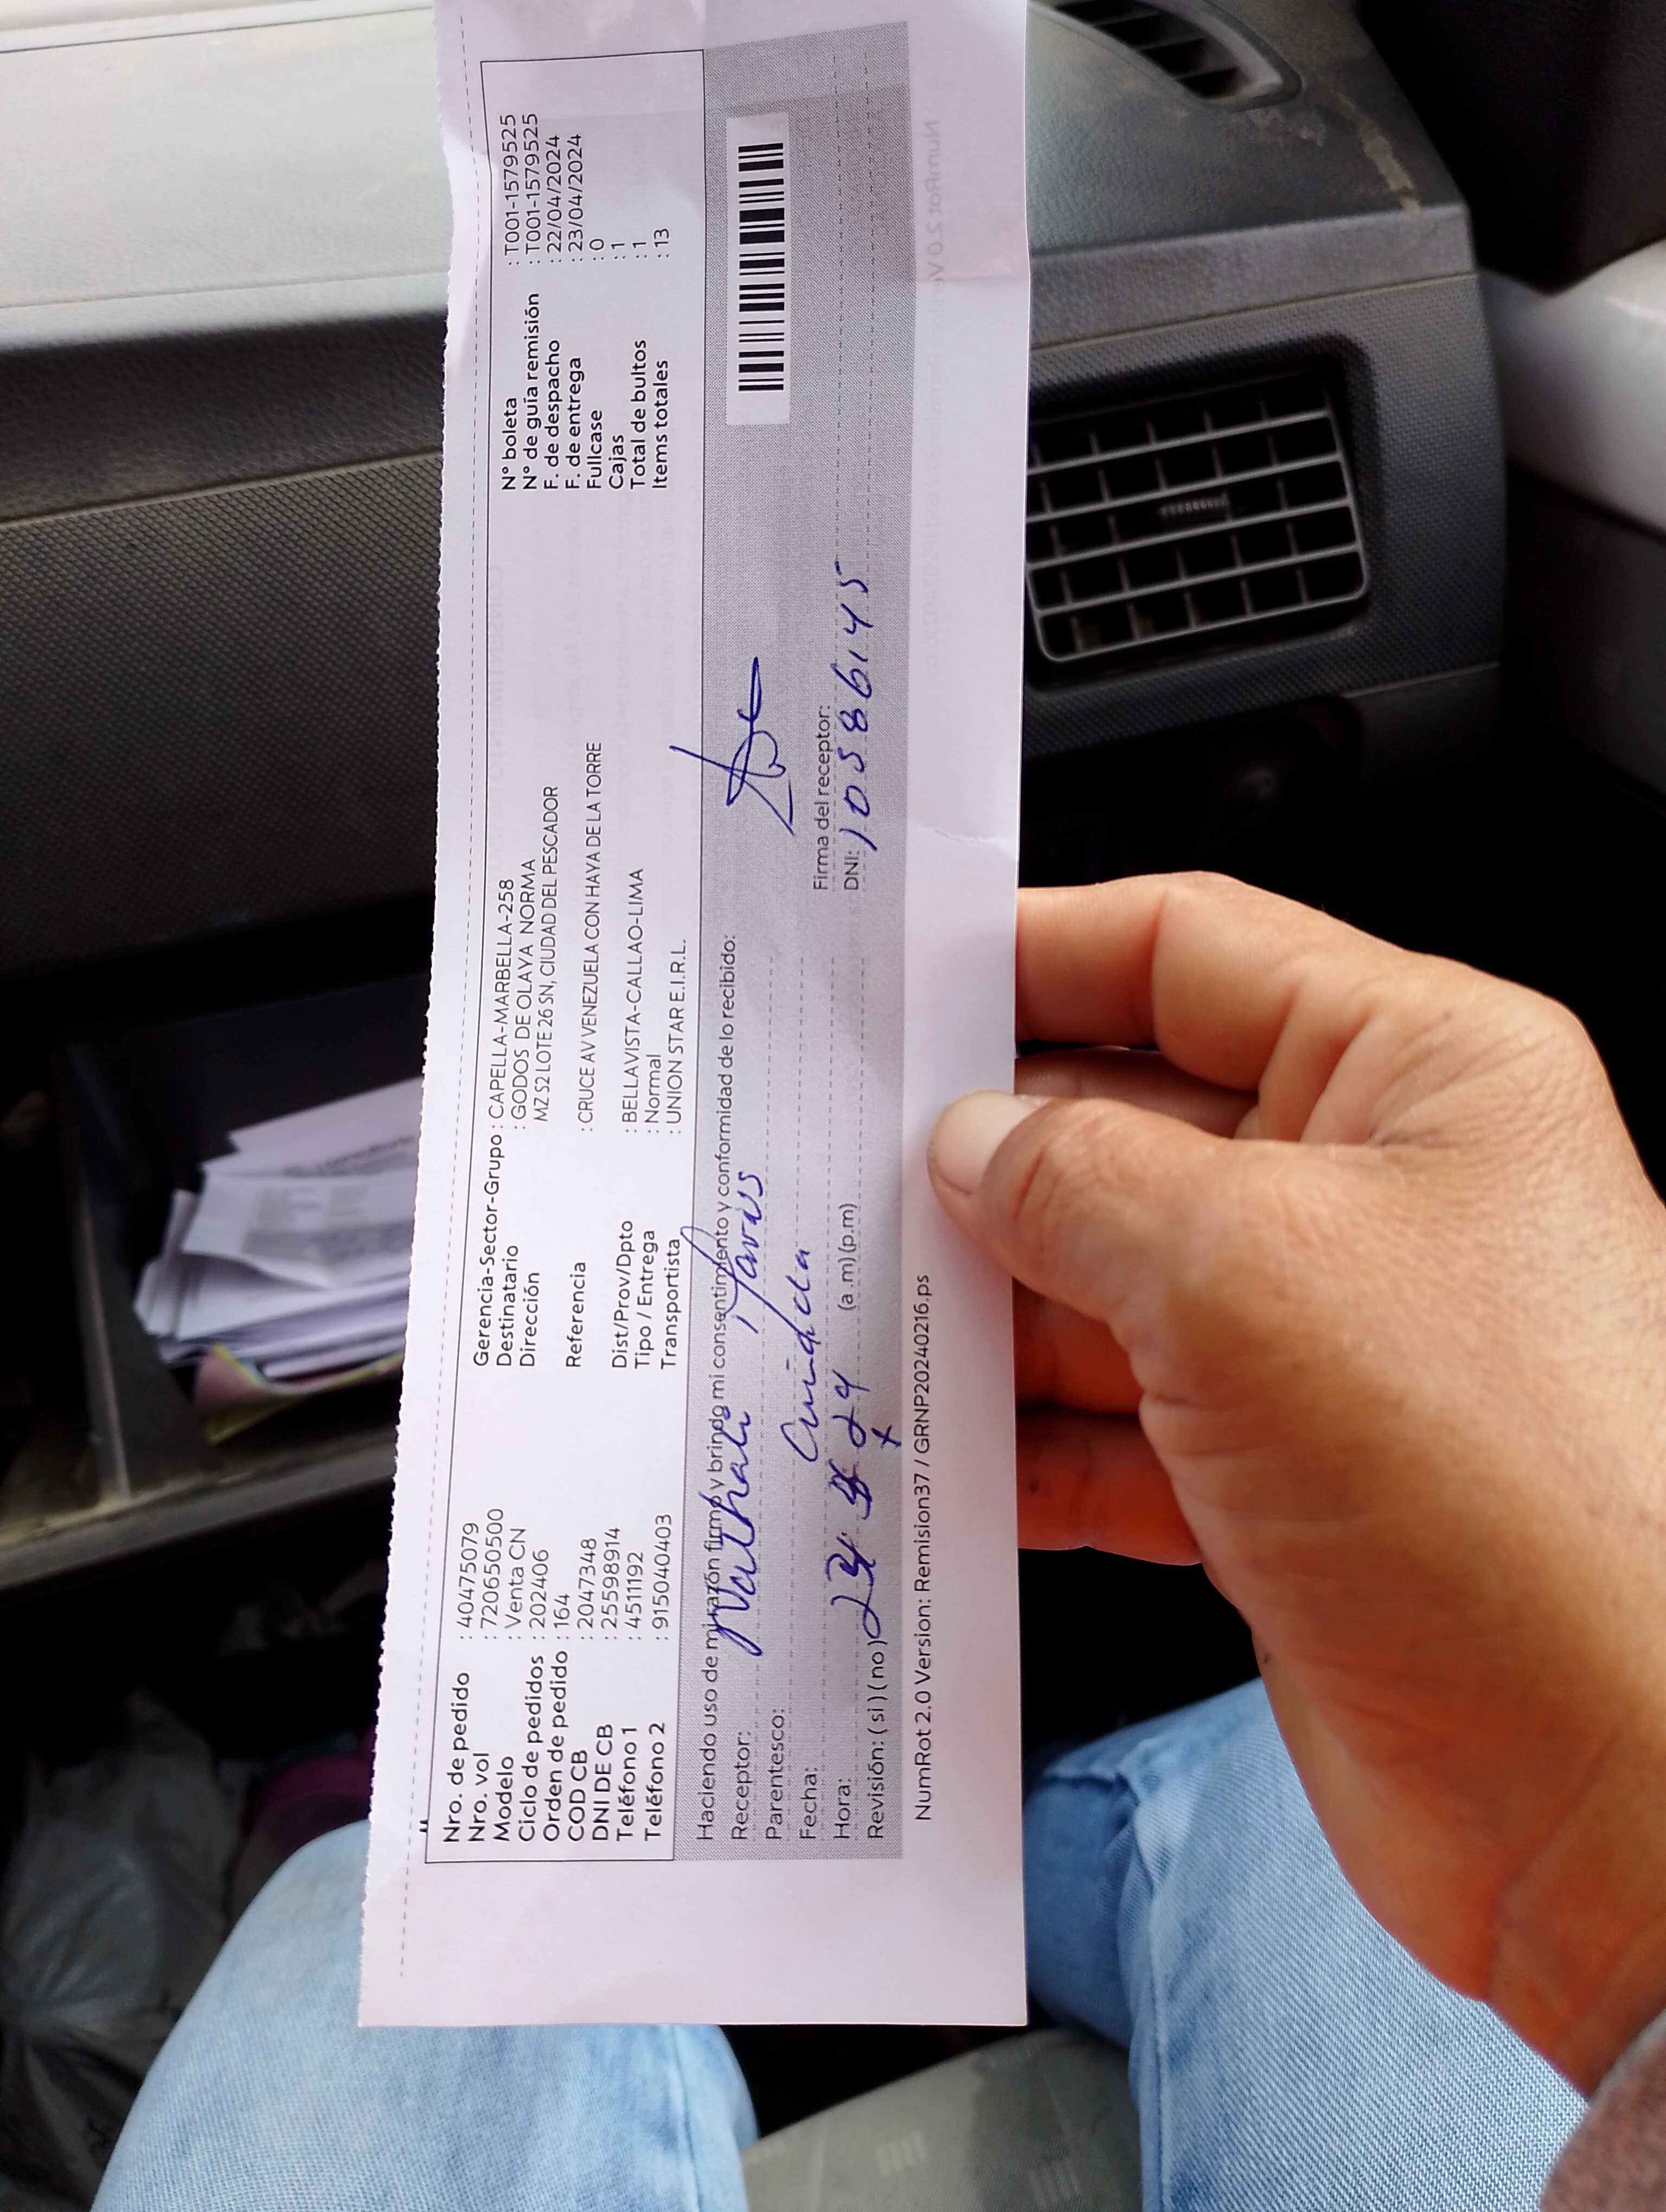 Nro. de pedido : 40475079
Nro. vol : 720650500
Modelo : Venta CN
Ciclo de pedidos : 202406
Orden de pedido : 164
COD CB : 2047348
DNI DE CB : 25598914
Teléfono 1 : 4511192
Teléfono 2 : 915040403
Gerencia-Sector-Grupo : CAPELLA-MARBELLA-258
Destinatario : GODOS DE OLAYA NORMA
Dirección MZ S2 LOTE 26 SN, CIUDAD DEL PESCADOR
Referencia : CRUCE AV VENEZUELA CON HAYA DE LA TORRE
Dist/Prov/Dpto : BELLAVISTA-CALLAO-LIMA
Tipo / Entrega : Normal
Transportista : UNION STAR E.I.R.L.
N° boleta : T001-1579525
N° de guía remisión : T001-1579525
F. de despacho : 22/04/2024
F. de entrega : 23/04/2024
Fullcase : 0
Cajas : 1
Total de bultos : 1
Items totales : 13
Haciendo uso de mi razón firmo y brindo mi consentimiento y conformidad de lo recibido:
Receptor: Nathali
Parentesco:
Fecha:
Hora: (a.m) (p.m)
Revisión: ( si ) ( no )
Firma del receptor:
DNI: 10586145
NumRot 2.0 Version: Remision37 / GRNP20240216.ps